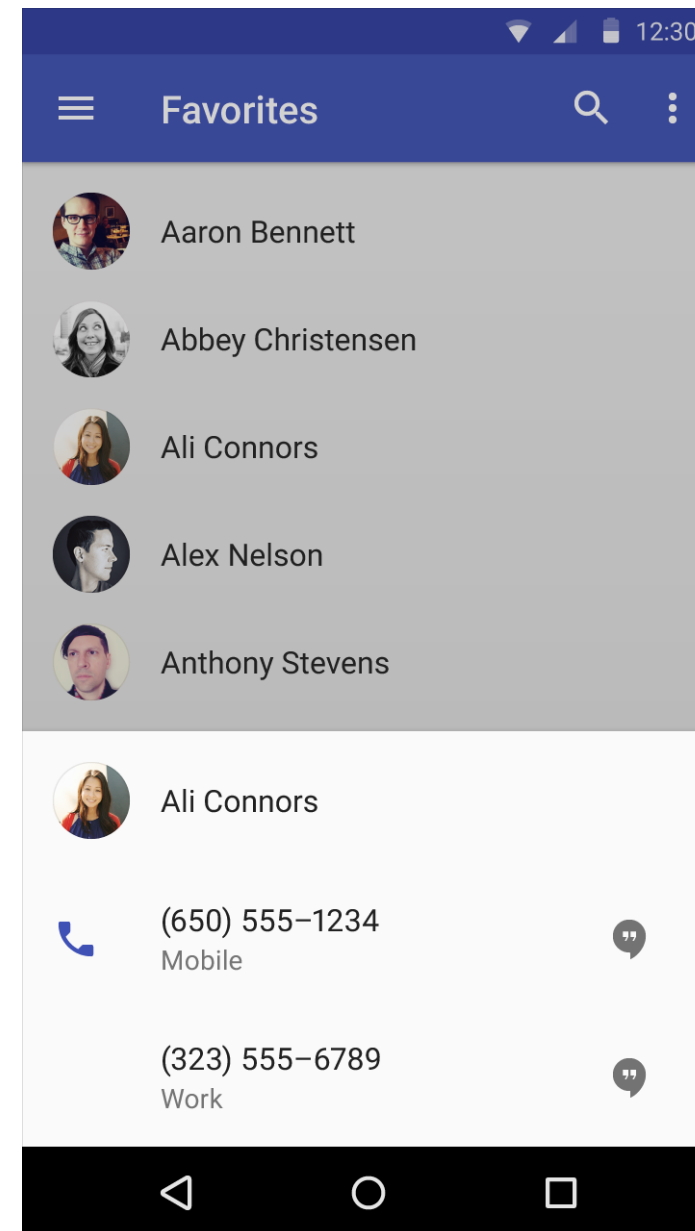 12:30
Favorites
Aaron Bennett
Abbey Christensen
Ali Connors
Alex Nelson
Anthony Stevens
Ali Connors
(650) 555–1234
Mobile
(323) 555–6789
Work